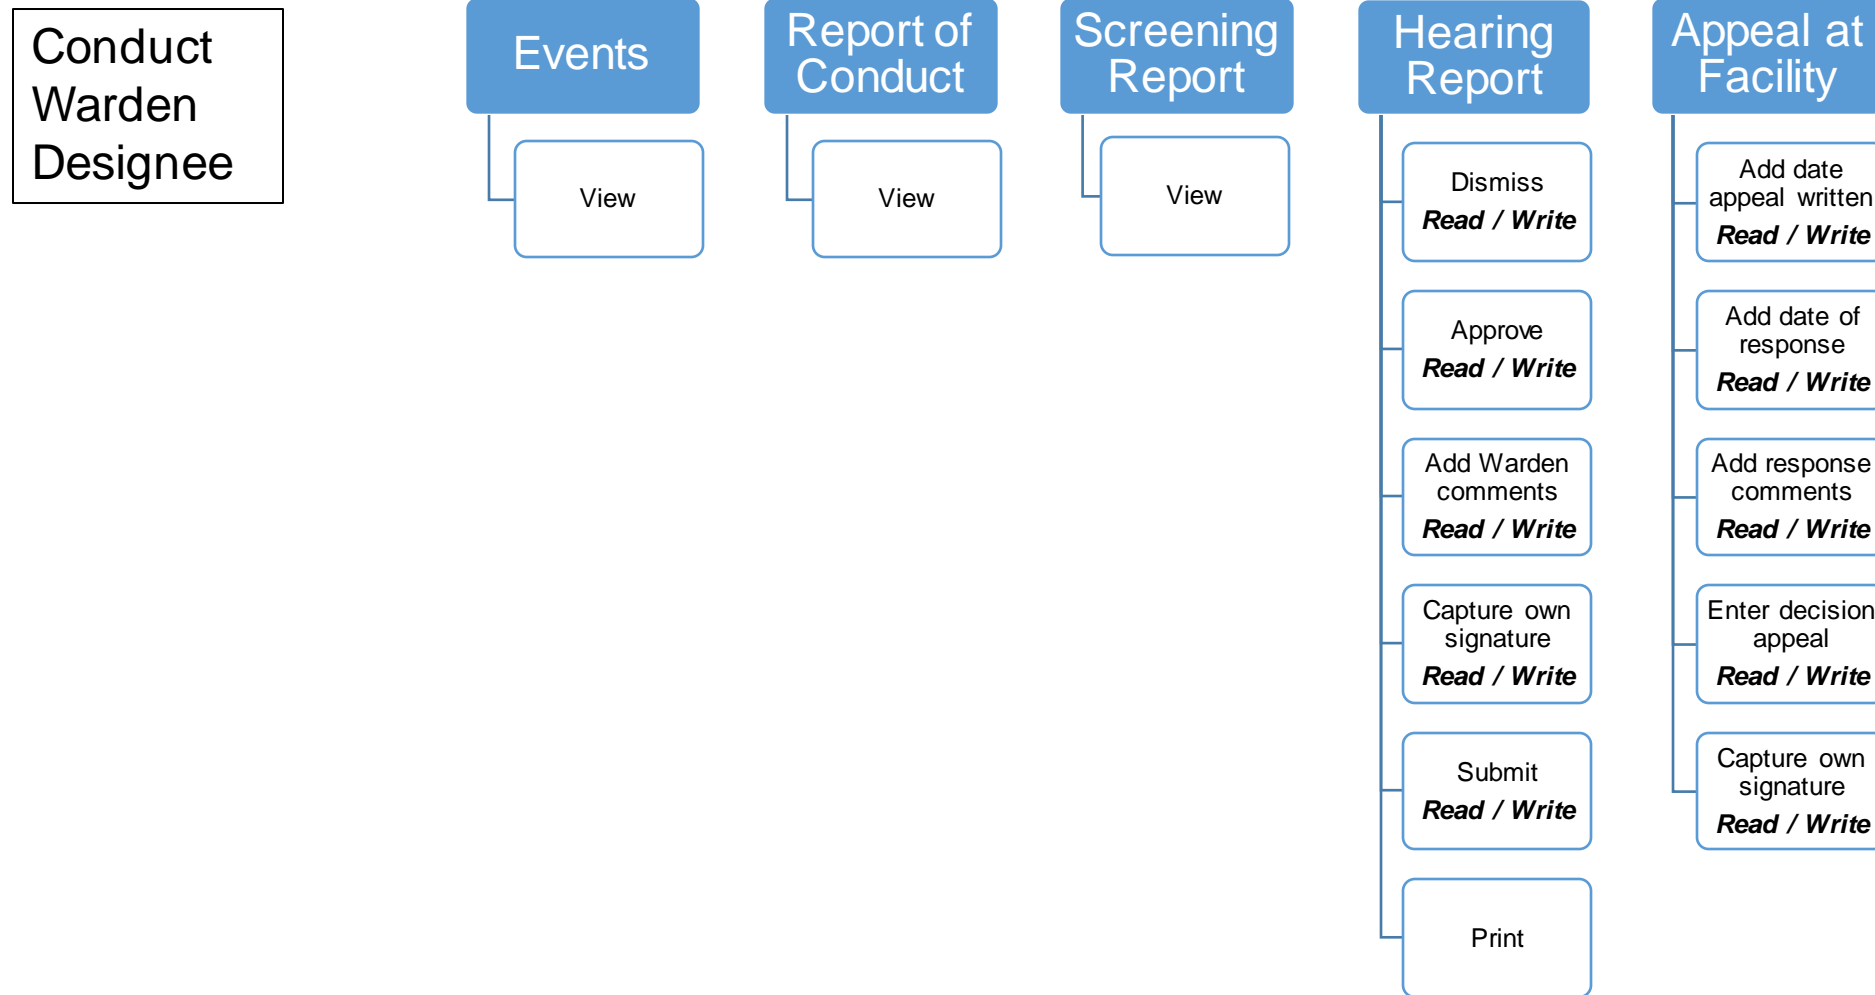 Conduct
Warden
Designee
Events
View
Report of
Conduct
View
Screening
Report
View
Hearing
Report
Dismiss
Read / Write
Approve
Read / Write
Add Warden
comments
Read / Write
Capture own
signature
Read / Write
Submit
Read / Write
Print
Appeal at
Facility
Add date
appeal written
Read / Write
Add date of
response
Read / Write
Add response
comments
Read / Write
Enter decision
appeal
Read / Write
Capture own
signature
Read / Write